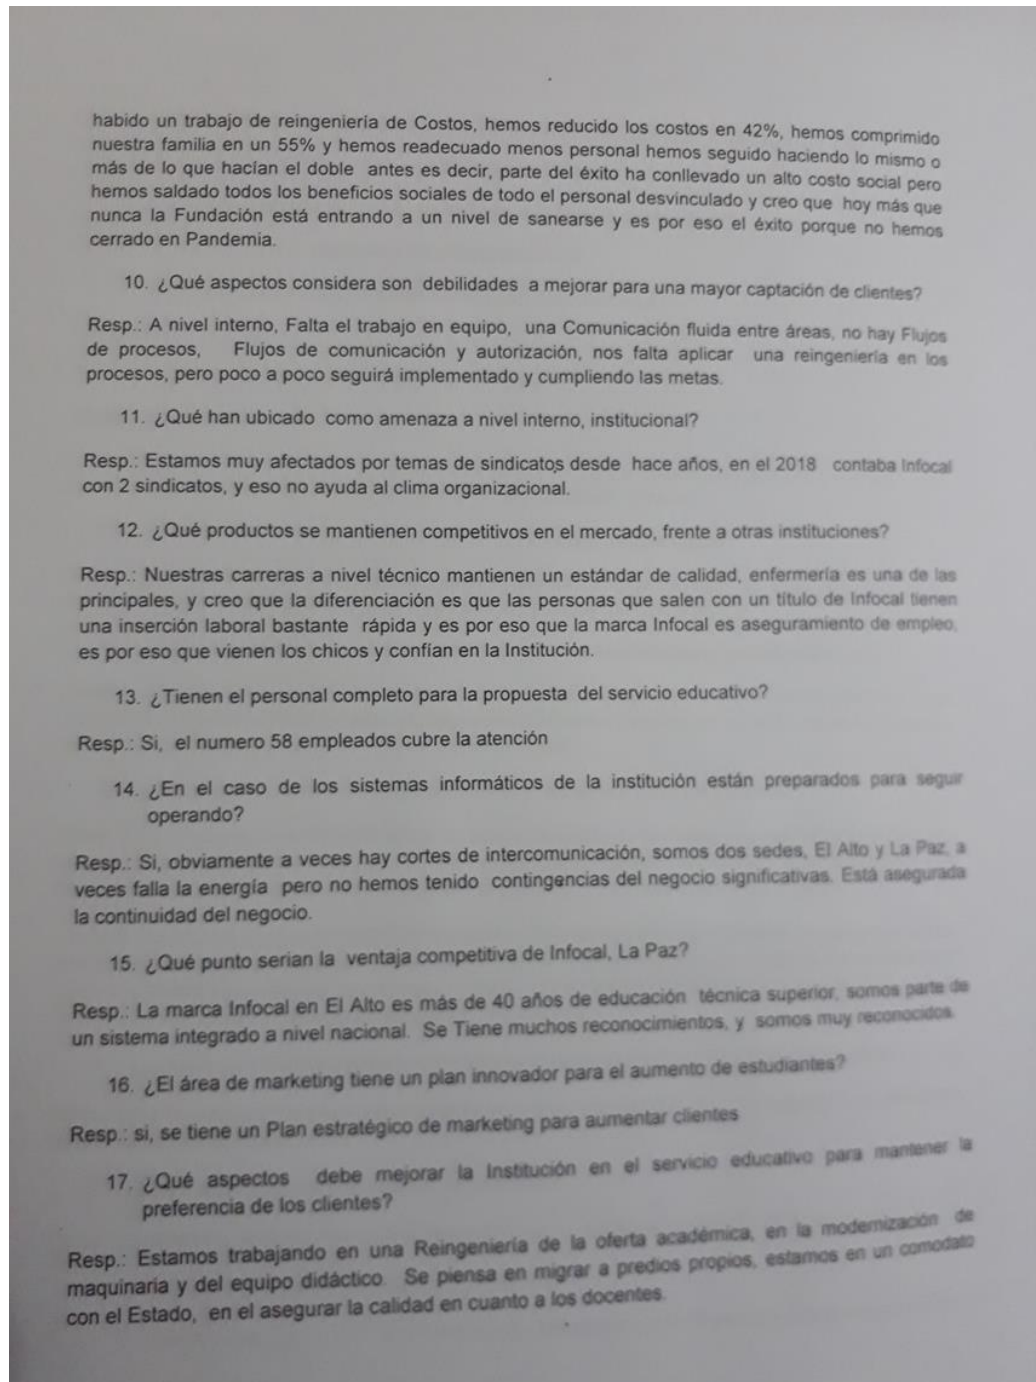 habido un trabajo de reingeniería de Costos, hemos reducido los costos en 42%, hemos comprimido
nuestra familia en un 55% y hemos readecuado menos personal hemos seguido haciendo lo mismo o
más de lo que hacían el doble antes es decir, parte del éxito ha conllevado un alto costo social pero
hemos saldado todos los beneficios sociales de todo el personal desvinculado y creo que hoy más que
nunca la Fundación está entrando a un nivel de sanearse y es por eso el éxito porque no hemos
cerrado en Pandemia.
10. ¿Qué aspectos considera son debilidades a mejorar para una mayor captación de clientes?
Resp.: A nivel interno, Falta el trabajo en equipo, una Comunicación fluida entre áreas, no hay Flujos
de procesos, Flujos de comunicación y autorización, nos falta aplicar una reingeniería en los
procesos, pero poco a poco seguirá implementado y cumpliendo las metas.
11. ¿Qué han ubicado como amenaza a nivel interno, institucional?
Resp.: Estamos muy afectados por temas de sindicatos desde hace años, en el 2018 contaba Infocal
con 2 sindicatos, y eso no ayuda al clima organizacional.
12. ¿Qué productos se mantienen competitivos en el mercado, frente a otras instituciones?
Resp.: Nuestras carreras a nivel técnico mantienen un estándar de calidad, enfermería es una de las
principales, y creo que la diferenciación es que las personas que salen con un título de Infocal tienen
una inserción laboral bastante rápida y es por eso que la marca Infocal es aseguramiento de empleo,
es por eso que vienen los chicos y confían en la Institución.
13. ¿Tienen el personal completo para la propuesta del servicio educativo?
Resp.: Si, el numero 58 empleados cubre la atención
14. ¿En el caso de los sistemas informáticos de la institución están preparados para seguir
operando?
Resp.: Si, obviamente a veces hay cortes de intercomunicación, somos dos sedes, El Alto y La Paz, a
veces falla la energía pero no hemos tenido contingencias del negocio significativas. Está asegurada
la continuidad del negocio.
15. ¿Qué punto serian la ventaja competitiva de Infocal, La Paz?
Resp.: La marca Infocal en El Alto es más de 40 años de educación técnica superior, somos parte de
un sistema integrado a nivel nacional. Se Tiene muchos reconocimientos, y somos muy reconocidos.
16. ¿El área de marketing tiene un plan innovador para el aumento de estudiantes?
Resp.: si, se tiene un Plan estratégico de marketing para aumentar clientes
17. ¿Qué aspectos debe mejorar la Institución en el servicio educativo para mantener la
preferencia de los clientes?
Resp.: Estamos trabajando en una Reingeniería de la oferta académica, en la modernización de
maquinaria y del equipo didáctico. Se piensa en migrar a predios propios, estamos en un comodato
con el Estado, en el asegurar la calidad en cuanto a los docentes.